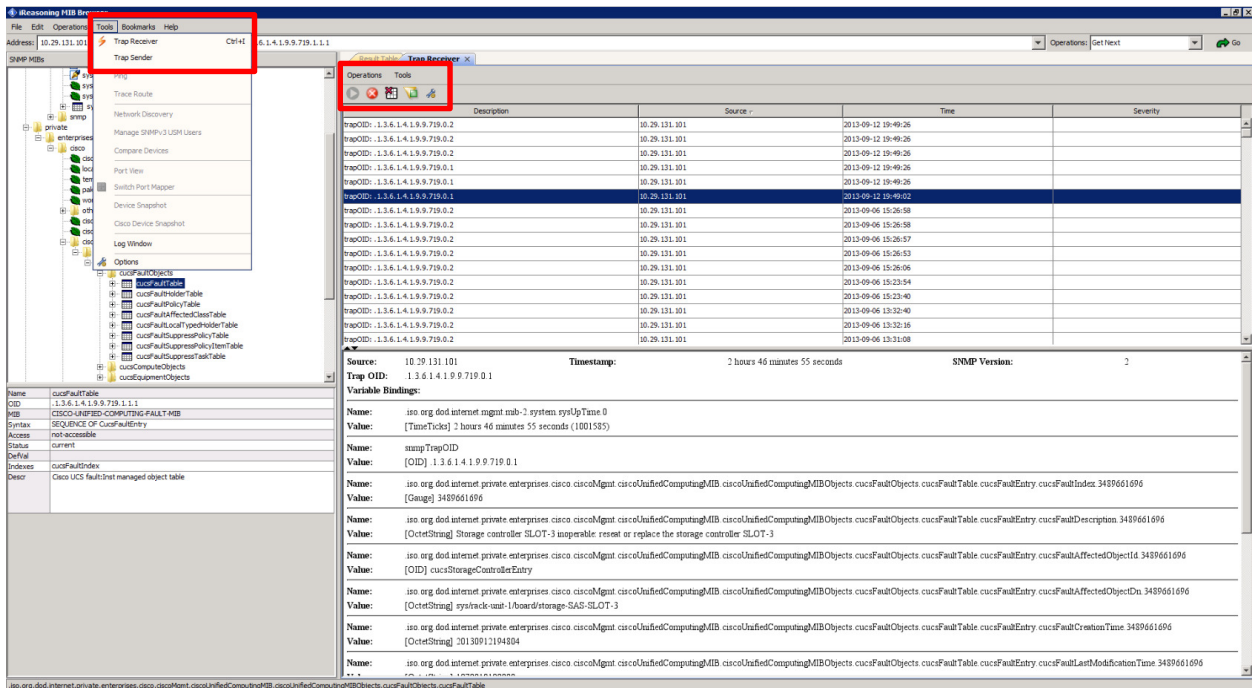 iReasoning MIB Browser
File Edit Operations Tools Bookmarks Help
Address: 10.29.131.101 6.1.4.1.9.9.719.1.1.1 Operations: Get Next Go
Trap Receiver Ctrl+I
Trap Sender
Ping
Trace Route
Network Discovery
Manage SNMPv3 USM Users
Compare Devices
Port View
Switch Port Mapper
Device Snapshot
Cisco Device Snapshot
Log Window
Options
SNMP MIBs
snmp
private
enterprises
cisco
cucsFaultObjects
cucsFaultTable
cucsFaultHolderTable
cucsFaultPolicyTable
cucsFaultAffectedClassTable
cucsFaultLocalTypedHolderTable
cucsFaultSuppressPolicyTable
cucsFaultSuppressPolicyItemTable
cucsFaultSuppressTaskTable
cucsComputeObjects
cucsEquipmentObjects
Name cucsFaultTable
OID .1.3.6.1.4.1.9.9.719.1.1.1
MIB CISCO-UNIFIED-COMPUTING-FAULT-MIB
Syntax SEQUENCE OF CucsFaultEntry
Access not-accessible
Status current
DefVal
Indexes cucsFaultIndex
Descr Cisco UCS fault:Inst managed object table
Result Table Trap Receiver
Operations Tools
Description Source Time Severity
trapOID: .1.3.6.1.4.1.9.9.719.0.2 10.29.131.101 2013-09-12 19:49:26
trapOID: .1.3.6.1.4.1.9.9.719.0.2 10.29.131.101 2013-09-12 19:49:26
trapOID: .1.3.6.1.4.1.9.9.719.0.2 10.29.131.101 2013-09-12 19:49:26
trapOID: .1.3.6.1.4.1.9.9.719.0.1 10.29.131.101 2013-09-12 19:49:26
trapOID: .1.3.6.1.4.1.9.9.719.0.1 10.29.131.101 2013-09-12 19:49:26
trapOID: .1.3.6.1.4.1.9.9.719.0.1 10.29.131.101 2013-09-12 19:49:02
trapOID: .1.3.6.1.4.1.9.9.719.0.2 10.29.131.101 2013-09-06 15:26:58
trapOID: .1.3.6.1.4.1.9.9.719.0.2 10.29.131.101 2013-09-06 15:26:58
trapOID: .1.3.6.1.4.1.9.9.719.0.2 10.29.131.101 2013-09-06 15:26:57
trapOID: .1.3.6.1.4.1.9.9.719.0.2 10.29.131.101 2013-09-06 15:26:53
trapOID: .1.3.6.1.4.1.9.9.719.0.2 10.29.131.101 2013-09-06 15:26:06
trapOID: .1.3.6.1.4.1.9.9.719.0.2 10.29.131.101 2013-09-06 15:23:54
trapOID: .1.3.6.1.4.1.9.9.719.0.2 10.29.131.101 2013-09-06 15:23:40
trapOID: .1.3.6.1.4.1.9.9.719.0.2 10.29.131.101 2013-09-06 13:32:40
trapOID: .1.3.6.1.4.1.9.9.719.0.2 10.29.131.101 2013-09-06 13:32:16
trapOID: .1.3.6.1.4.1.9.9.719.0.2 10.29.131.101 2013-09-06 13:31:08
Source: 10.29.131.101 Timestamp: 2 hours 46 minutes 55 seconds SNMP Version: 2
Trap OID: .1.3.6.1.4.1.9.9.719.0.1
Variable Bindings:
Name: .iso.org.dod.internet.mgmt.mib-2.system.sysUpTime.0
Value: [TimeTicks] 2 hours 46 minutes 55 seconds (1001585)
Name: snmpTrapOID
Value: [OID] .1.3.6.1.4.1.9.9.719.0.1
Name: .iso.org.dod.internet.private.enterprises.cisco.ciscoMgmt.ciscoUnifiedComputingMIB.ciscoUnifiedComputingMIBObjects.cucsFaultObjects.cucsFaultTable.cucsFaultEntry.cucsFaultIndex.3489661696
Value: [Gauge] 3489661696
Name: .iso.org.dod.internet.private.enterprises.cisco.ciscoMgmt.ciscoUnifiedComputingMIB.ciscoUnifiedComputingMIBObjects.cucsFaultObjects.cucsFaultTable.cucsFaultEntry.cucsFaultDescription.3489661696
Value: [OctetString] Storage controller SLOT-3 inoperable: reseat or replace the storage controller SLOT-3
Name: .iso.org.dod.internet.private.enterprises.cisco.ciscoMgmt.ciscoUnifiedComputingMIB.ciscoUnifiedComputingMIBObjects.cucsFaultObjects.cucsFaultTable.cucsFaultEntry.cucsFaultAffectedObjectId.3489661696
Value: [OID] cucsStorageControllerEntry
Name: .iso.org.dod.internet.private.enterprises.cisco.ciscoMgmt.ciscoUnifiedComputingMIB.ciscoUnifiedComputingMIBObjects.cucsFaultObjects.cucsFaultTable.cucsFaultEntry.cucsFaultAffectedObjectDn.3489661696
Value: [OctetString] sys/rack-unit-1/board/storage-SAS-SLOT-3
Name: .iso.org.dod.internet.private.enterprises.cisco.ciscoMgmt.ciscoUnifiedComputingMIB.ciscoUnifiedComputingMIBObjects.cucsFaultObjects.cucsFaultTable.cucsFaultEntry.cucsFaultCreationTime.3489661696
Value: [OctetString] 20130912194804
Name: .iso.org.dod.internet.private.enterprises.cisco.ciscoMgmt.ciscoUnifiedComputingMIB.ciscoUnifiedComputingMIBObjects.cucsFaultObjects.cucsFaultTable.cucsFaultEntry.cucsFaultLastModificationTime.3489661696
.iso.org.dod.internet.private.enterprises.cisco.ciscoMgmt.ciscoUnifiedComputingMIB.ciscoUnifiedComputingMIBObjects.cucsFaultObjects.cucsFaultTable